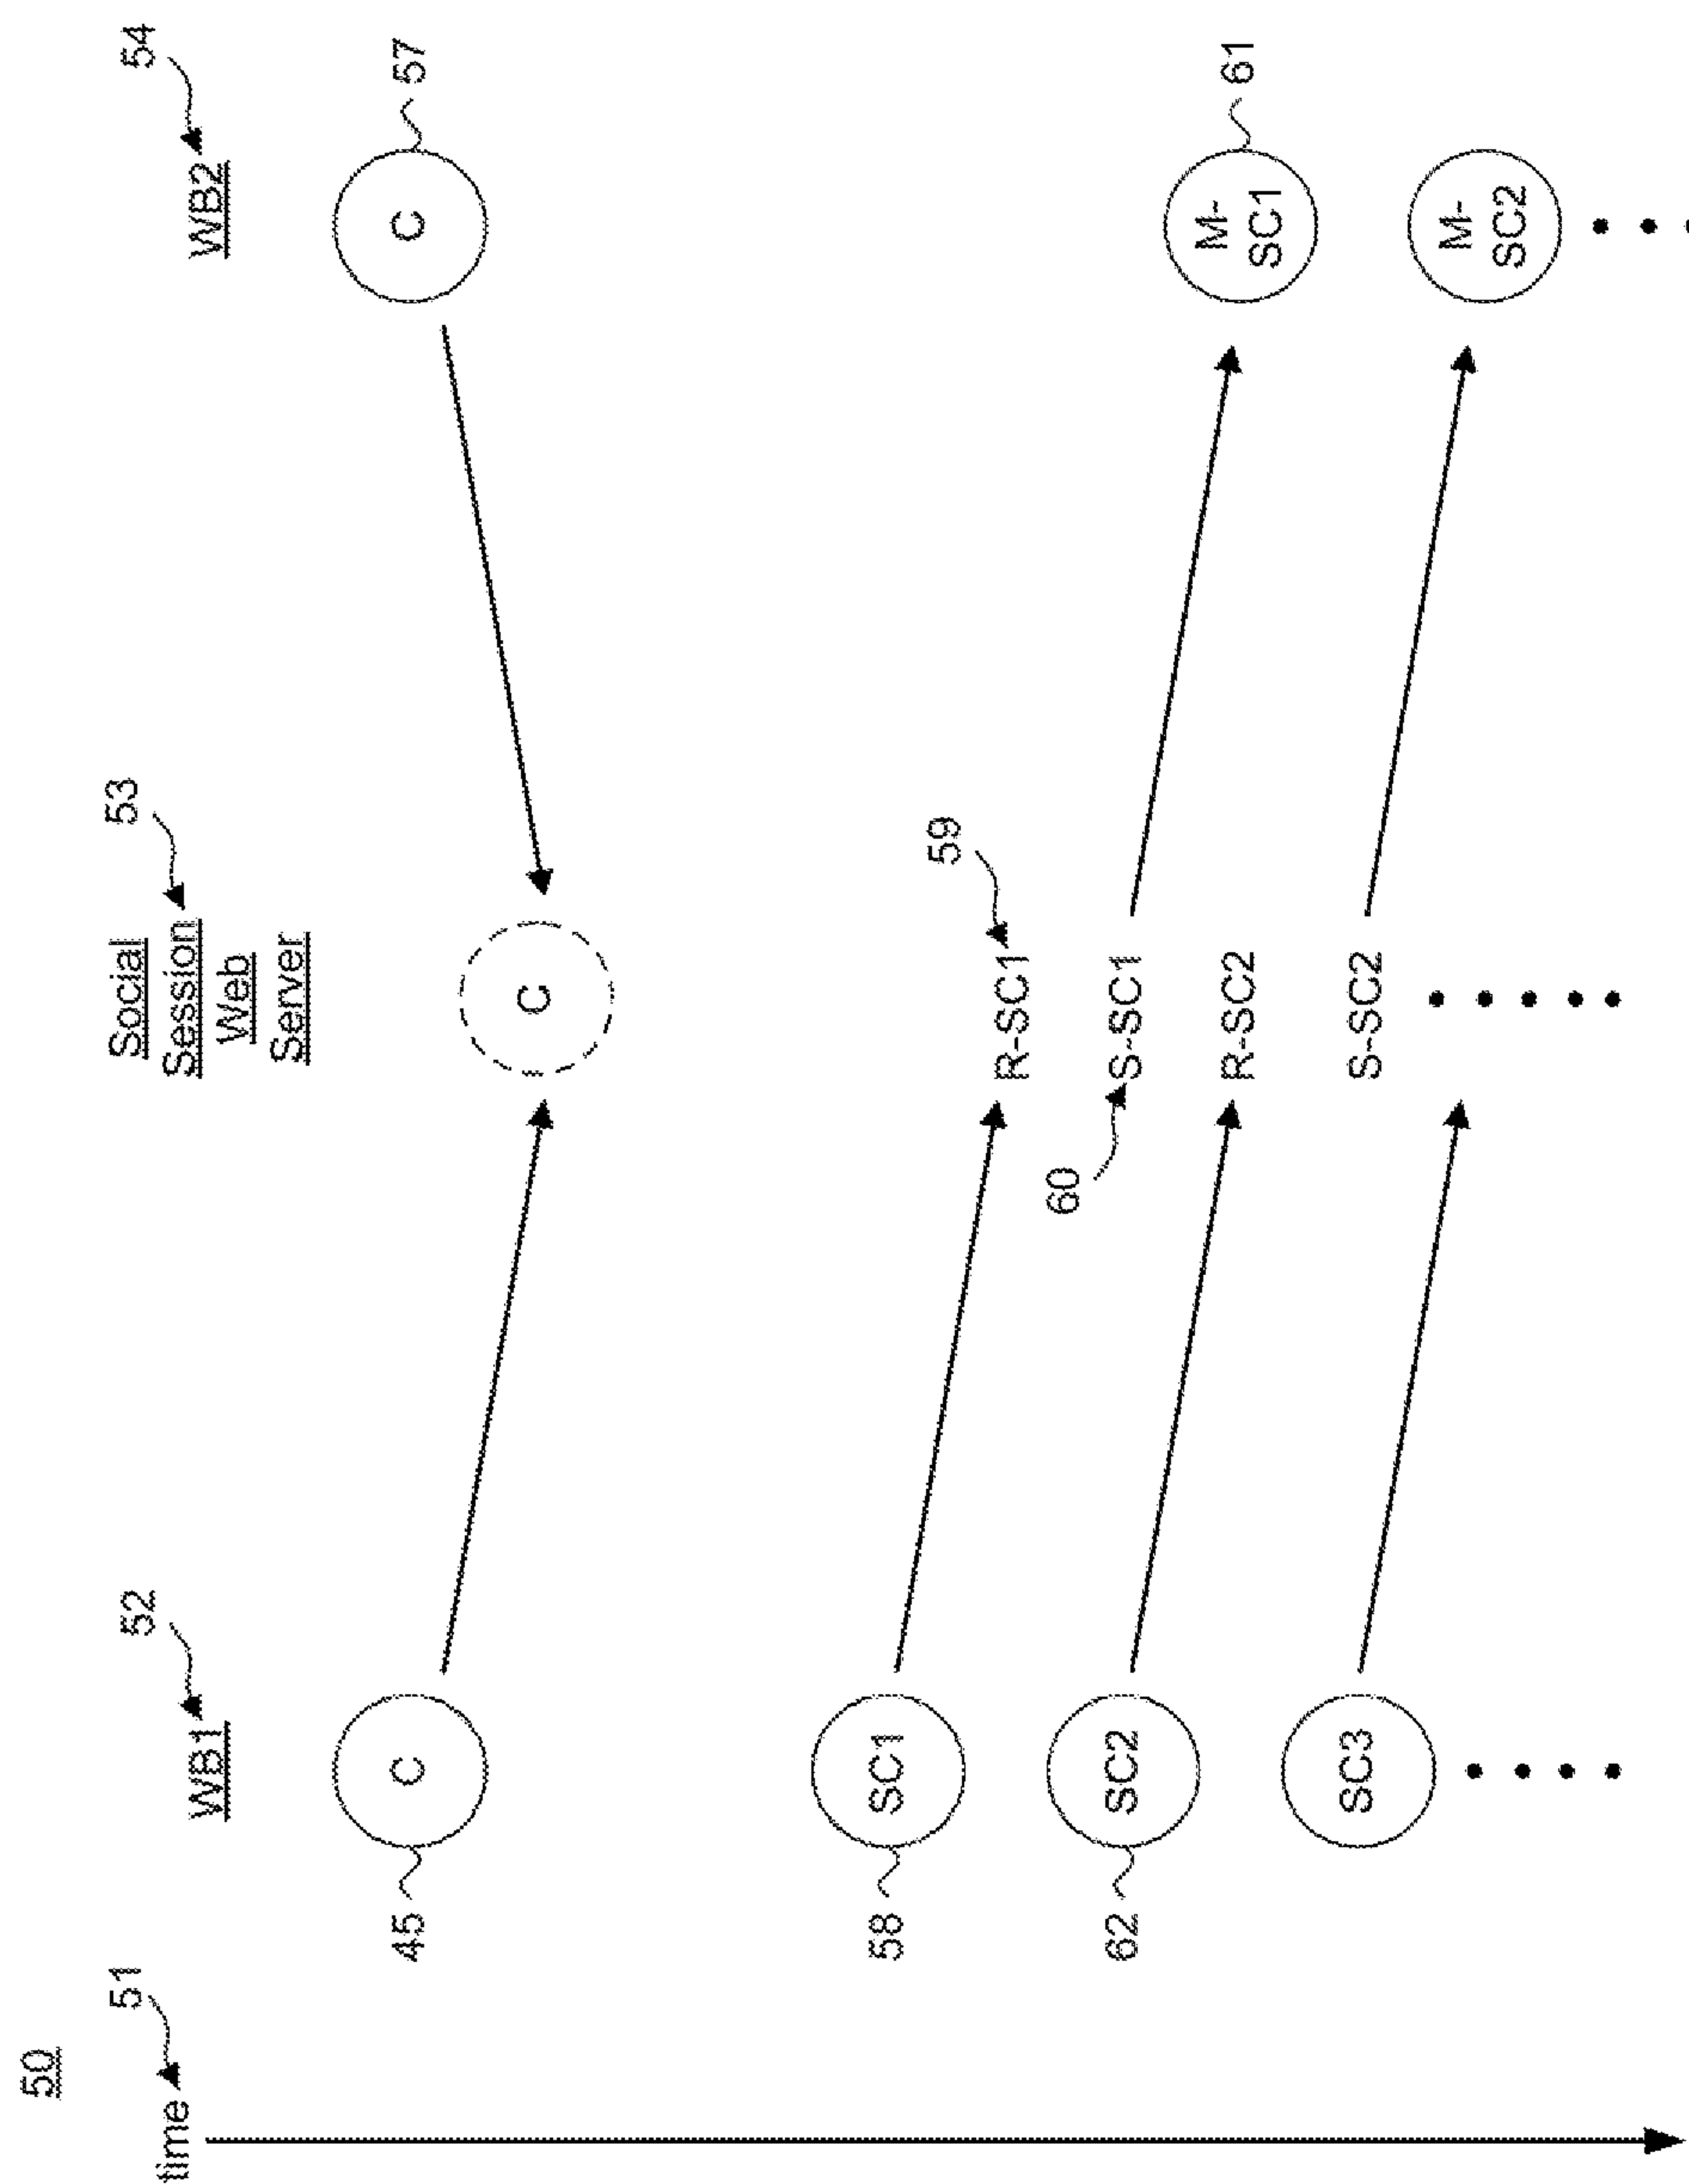 50
time
51
WB1
52
Social
Session
Web
Server
53
WB2
54
C
45
C
C
57
SC1
58
R-SC1
59
S-SC1
60
SC2
62
R-SC2
M-
SC1
61
SC3
S-SC2
M-
SC2